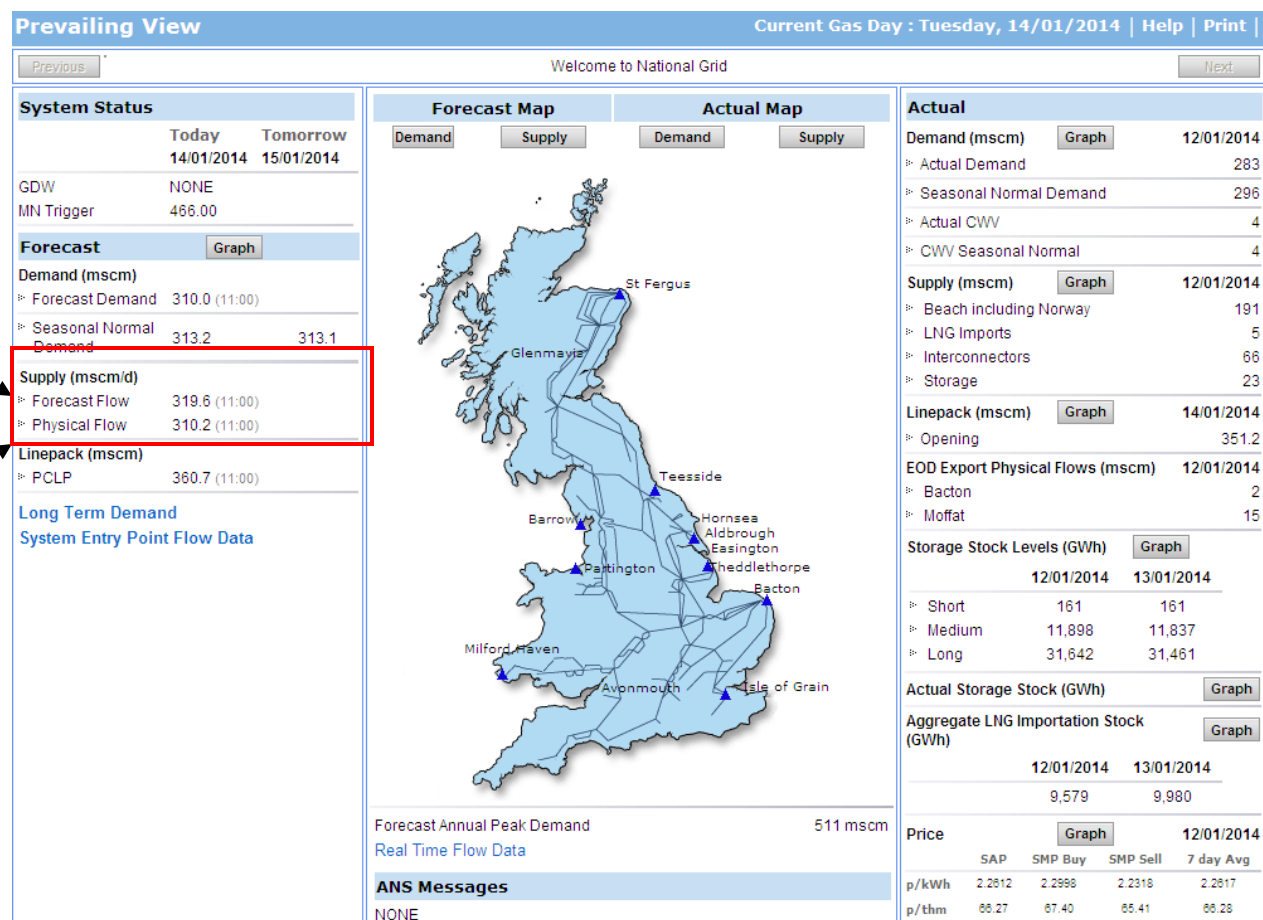 Prevailing View
Current Gas Day : Tuesday, 14/01/2014 | Help | Print |
Previous
Welcome to National Grid
Next
System Status
Today Tomorrow
14/01/2014 15/01/2014
GDW NONE
MN Trigger 466.00
Forecast Graph
Demand (mscm)
Forecast Demand 310.0 (11:00)
Seasonal Normal
Demand 313.2 313.1
Supply (mscm/d)
Forecast Flow 319.6 (11:00)
Physical Flow 310.2 (11:00)
Linepack (mscm)
PCLP 360.7 (11:00)
Long Term Demand
System Entry Point Flow Data
Forecast Map Actual Map
Demand Supply Demand Supply
St Fergus
Glenmavis
Teesside
Barrow
Hornsea
Aldbrough
Easington
Partington
Theddlethorpe
Bacton
Milford Haven
Avonmouth
Isle of Grain
Forecast Annual Peak Demand 511 mscm
Real Time Flow Data
ANS Messages
NONE
Actual
Demand (mscm) Graph 12/01/2014
Actual Demand 283
Seasonal Normal Demand 296
Actual CWV 4
CWV Seasonal Normal 4
Supply (mscm) Graph 12/01/2014
Beach including Norway 191
LNG Imports 5
Interconnectors 66
Storage 23
Linepack (mscm) Graph 14/01/2014
Opening 351.2
EOD Export Physical Flows (mscm) 12/01/2014
Bacton 2
Moffat 15
Storage Stock Levels (GWh) Graph
12/01/2014 13/01/2014
Short 161 161
Medium 11,898 11,837
Long 31,642 31,461
Actual Storage Stock (GWh) Graph
Aggregate LNG Importation Stock
(GWh) Graph
12/01/2014 13/01/2014
9,579 9,980
Price Graph 12/01/2014
SAP SMP Buy SMP Sell 7 day Avg
p/kWh 2.2612 2.2998 2.2318 2.2617
p/thm 66.27 67.40 65.41 66.28